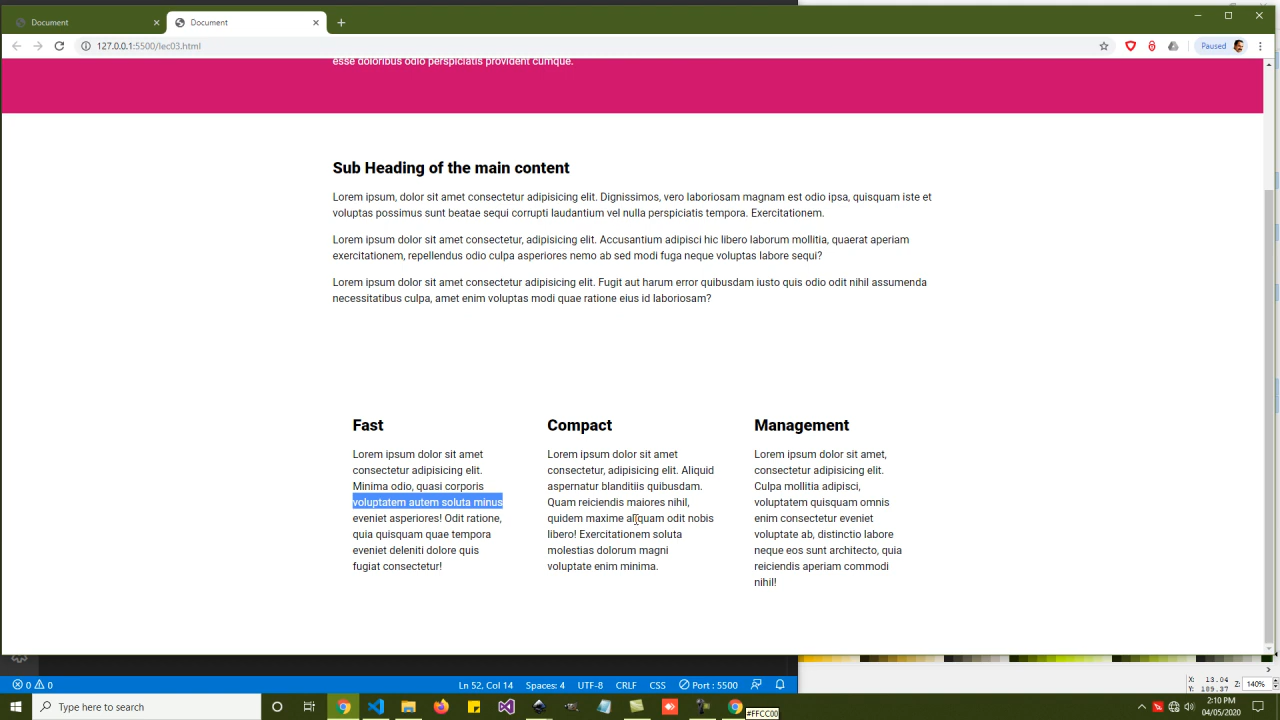 Document
Document
127.0.0.1:5500/lec03.html
Paused
esse doloribus odio perspiciatis provident cumque.
Sub Heading of the main content
Lorem ipsum, dolor sit amet consectetur adipisicing elit. Dignissimos, vero laboriosam magnam est odio ipsa, quisquam iste et
voluptas possimus sunt beatae sequi corrupti laudantium vel nulla perspiciatis tempora. Exercitationem.
Lorem ipsum dolor sit amet consectetur, adipisicing elit. Accusantium adipisci hic libero laborum mollitia, quaerat aperiam
exercitationem, repellendus odio culpa asperiores nemo ab sed modi fuga neque voluptas labore sequi?
Lorem ipsum dolor sit amet consectetur adipisicing elit. Fugit aut harum error quibusdam iusto quis odio odit nihil assumenda
necessitatibus culpa, amet enim voluptas modi quae ratione eius id laboriosam?
Fast
Lorem ipsum dolor sit amet
consectetur adipisicing elit.
Minima odio, quasi corporis
voluptatem autem soluta minus
eveniet asperiores! Odit ratione,
quia quisquam quae tempora
eveniet deleniti dolore quis
fugiat consectetur!
Compact
Lorem ipsum dolor sit amet
consectetur, adipisicing elit. Aliquid
aspernatur blanditiis quibusdam.
Quam reiciendis maiores nihil,
quidem maxime aliquam odit nobis
libero! Exercitationem soluta
molestias dolorum magni
voluptate enim minima.
Management
Lorem ipsum dolor sit amet,
consectetur adipisicing elit.
Culpa mollitia adipisci,
voluptatem quisquam omnis
enim consectetur eveniet
voluptate ab, distinctio labore
neque eos sunt architecto, quia
reiciendis aperiam commodi
nihil!
0 0
Ln 52, Col 14 Spaces: 4 UTF-8 CRLF CSS Port : 5500
X: 13.04
Y: 109.37
Z: 140%
Type here to search
#FFCC00
2:10 PM
04/05/2020